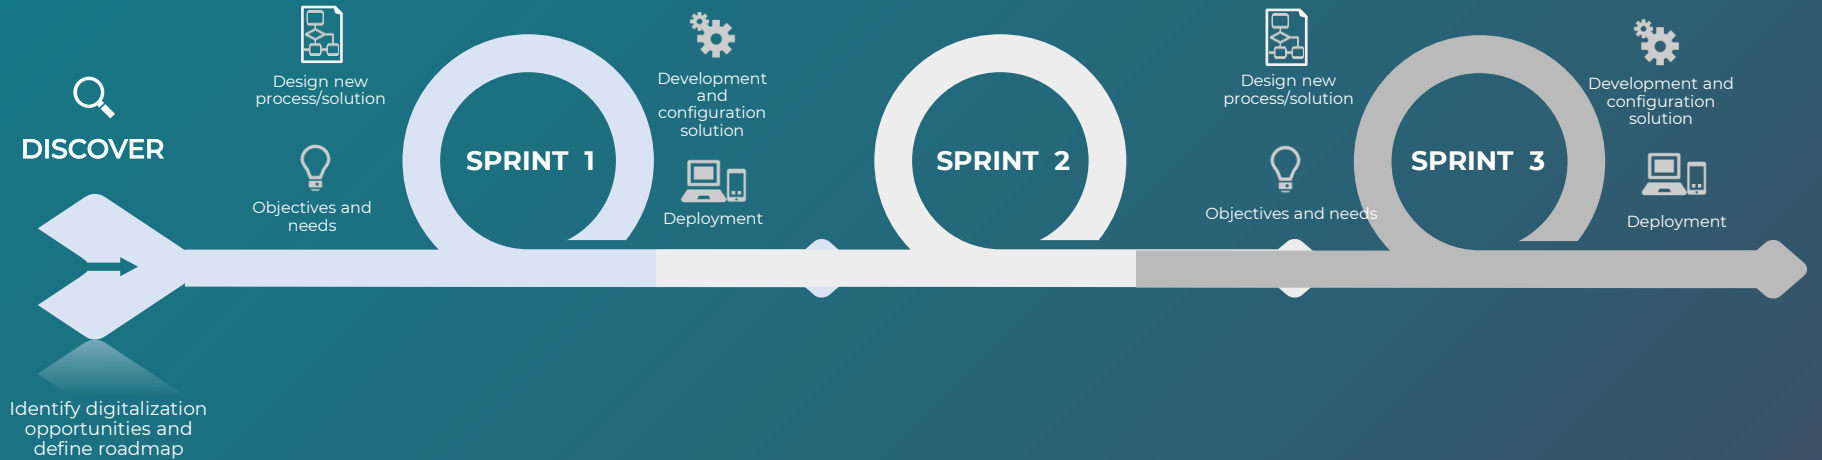 DISCOVER
Identify digitalization
opportunities and
define roadmap
Design new
process/solution
Objectives and
needs
SPRINT 1
Development
and
configuration
solution
Deployment
SPRINT 2
Design new
process/solution
Objectives and needs
SPRINT 3
Development and
configuration
solution
Deployment